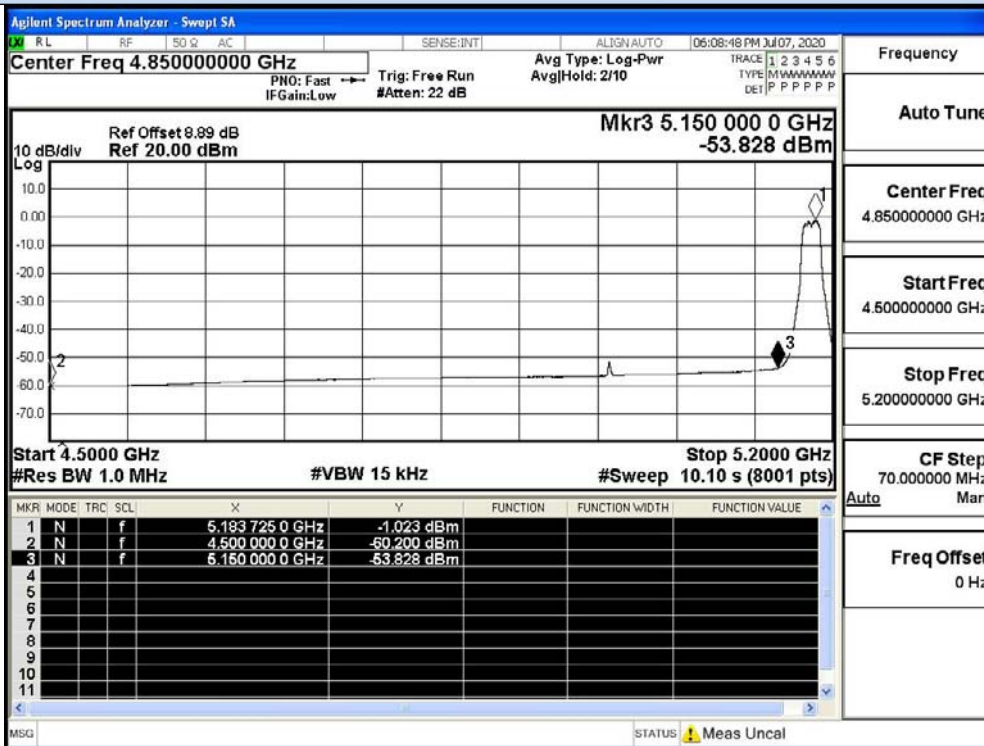 Agilent Spectrum Analyzer - Swept SA
LXI RL RF 50 Ω AC SENSE:INT ALIGN AUTO 06:08:48 PM Jul 07, 2020
Center Freq 4.850000000 GHz
PNO: Fast
IFGain:Low
Trig: Free Run
#Atten: 22 dB
Avg Type: Log-Pwr
Avg|Hold: 2/10
TRACE 1 2 3 4 5 6
TYPE M WWWWW
DET P P P P P P
Ref Offset 8.89 dB
10 dB/div Ref 20.00 dBm
Log
Mkr3 5.150 000 0 GHz
-53.828 dBm
10.0
0.00
-10.0
-20.0
-30.0
-40.0
-50.0
-60.0
-70.0
1
2
3
Start 4.5000 GHz
Stop 5.2000 GHz
#Res BW 1.0 MHz
#VBW 15 kHz
#Sweep 10.10 s (8001 pts)
MKR MODE TRC SCL X Y FUNCTION FUNCTION WIDTH FUNCTION VALUE
1 N f 5.183 725 0 GHz -1.023 dBm
2 N f 4.500 000 0 GHz -60.200 dBm
3 N f 5.150 000 0 GHz -53.828 dBm
4
5
6
7
8
9
10
11
MSG
STATUS Meas Uncal
Frequency
Auto Tune
Center Freq
4.850000000 GHz
Start Freq
4.500000000 GHz
Stop Freq
5.200000000 GHz
CF Step
70.000000 MHz
Auto Man
Freq Offset
0 Hz